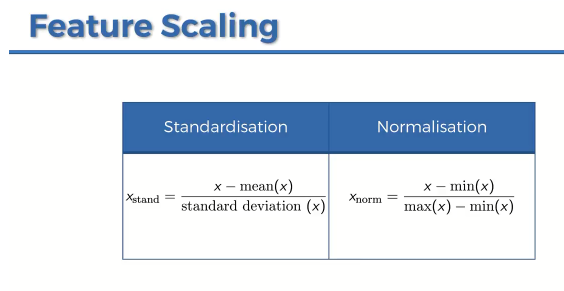 Feature Scaling
Standardisation
Normalisation
x_stand = (x − mean(x)) / (standard deviation (x))
x_norm = (x − min(x)) / (max(x) − min(x))